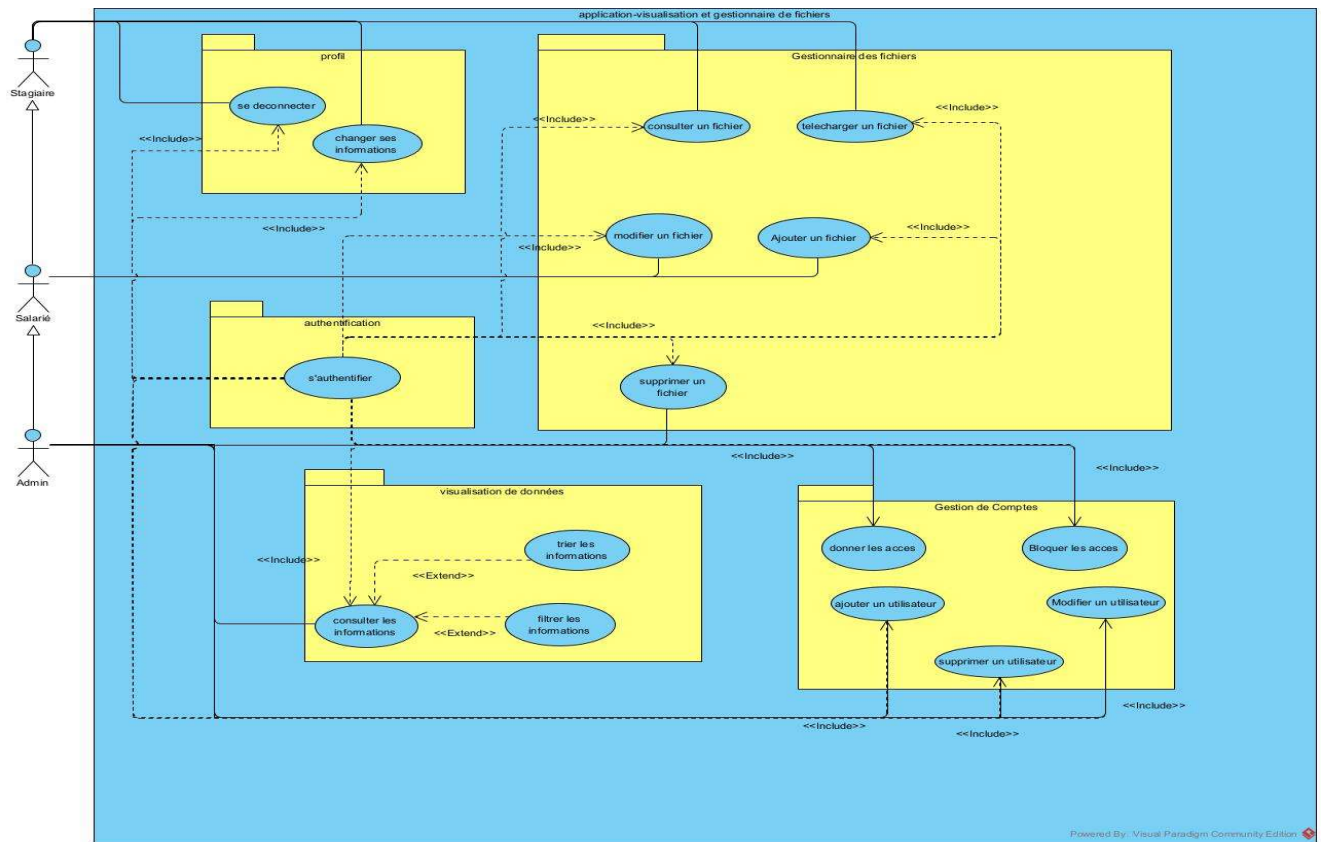 application-visualisation et gestionnaire de fichiers
Stagiaire
profil
se deconnecter
<<Include>>
changer ses
informations
<<Include>>
Gestionnaire des fichiers
<<Include>>
consulter un fichier
telecharger un fichier
<<Include>>
modifier un fichier
<<Include>>
Ajouter un fichier
<<Include>>
Salarié
authentification
s'authentifier
<<Include>>
supprimer un
fichier
Admin
<<Include>>
<<Include>>
visualisation de données
<<Include>>
trier les
informations
<<Extend>>
consulter les
informations
<<Extend>>
filtrer les
informations
Gestion de Comptes
donner les acces
Bloquer les acces
ajouter un utilisateur
Modifier un utilisateur
supprimer un utilisateur
<<Include>>
<<Include>>
<<Include>>
Powered By: Visual Paradigm Community Edition